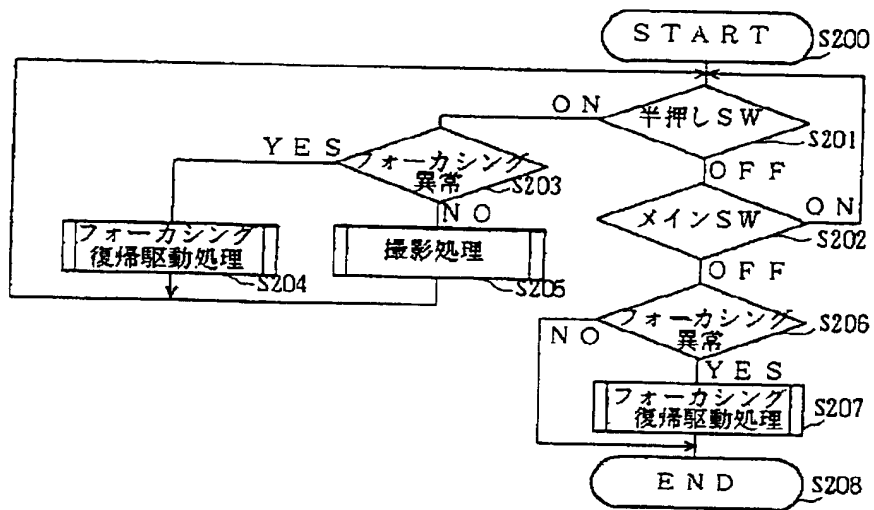 START
S200
半押しSW
S201
ON
OFF
フォーカシング
異常
S203
YES
NO
メインSW
S202
ON
OFF
フォーカシング
復帰駆動処理
S204
撮影処理
S205
フォーカシング
異常
S206
NO
YES
フォーカシング
復帰駆動処理
S207
END
S208